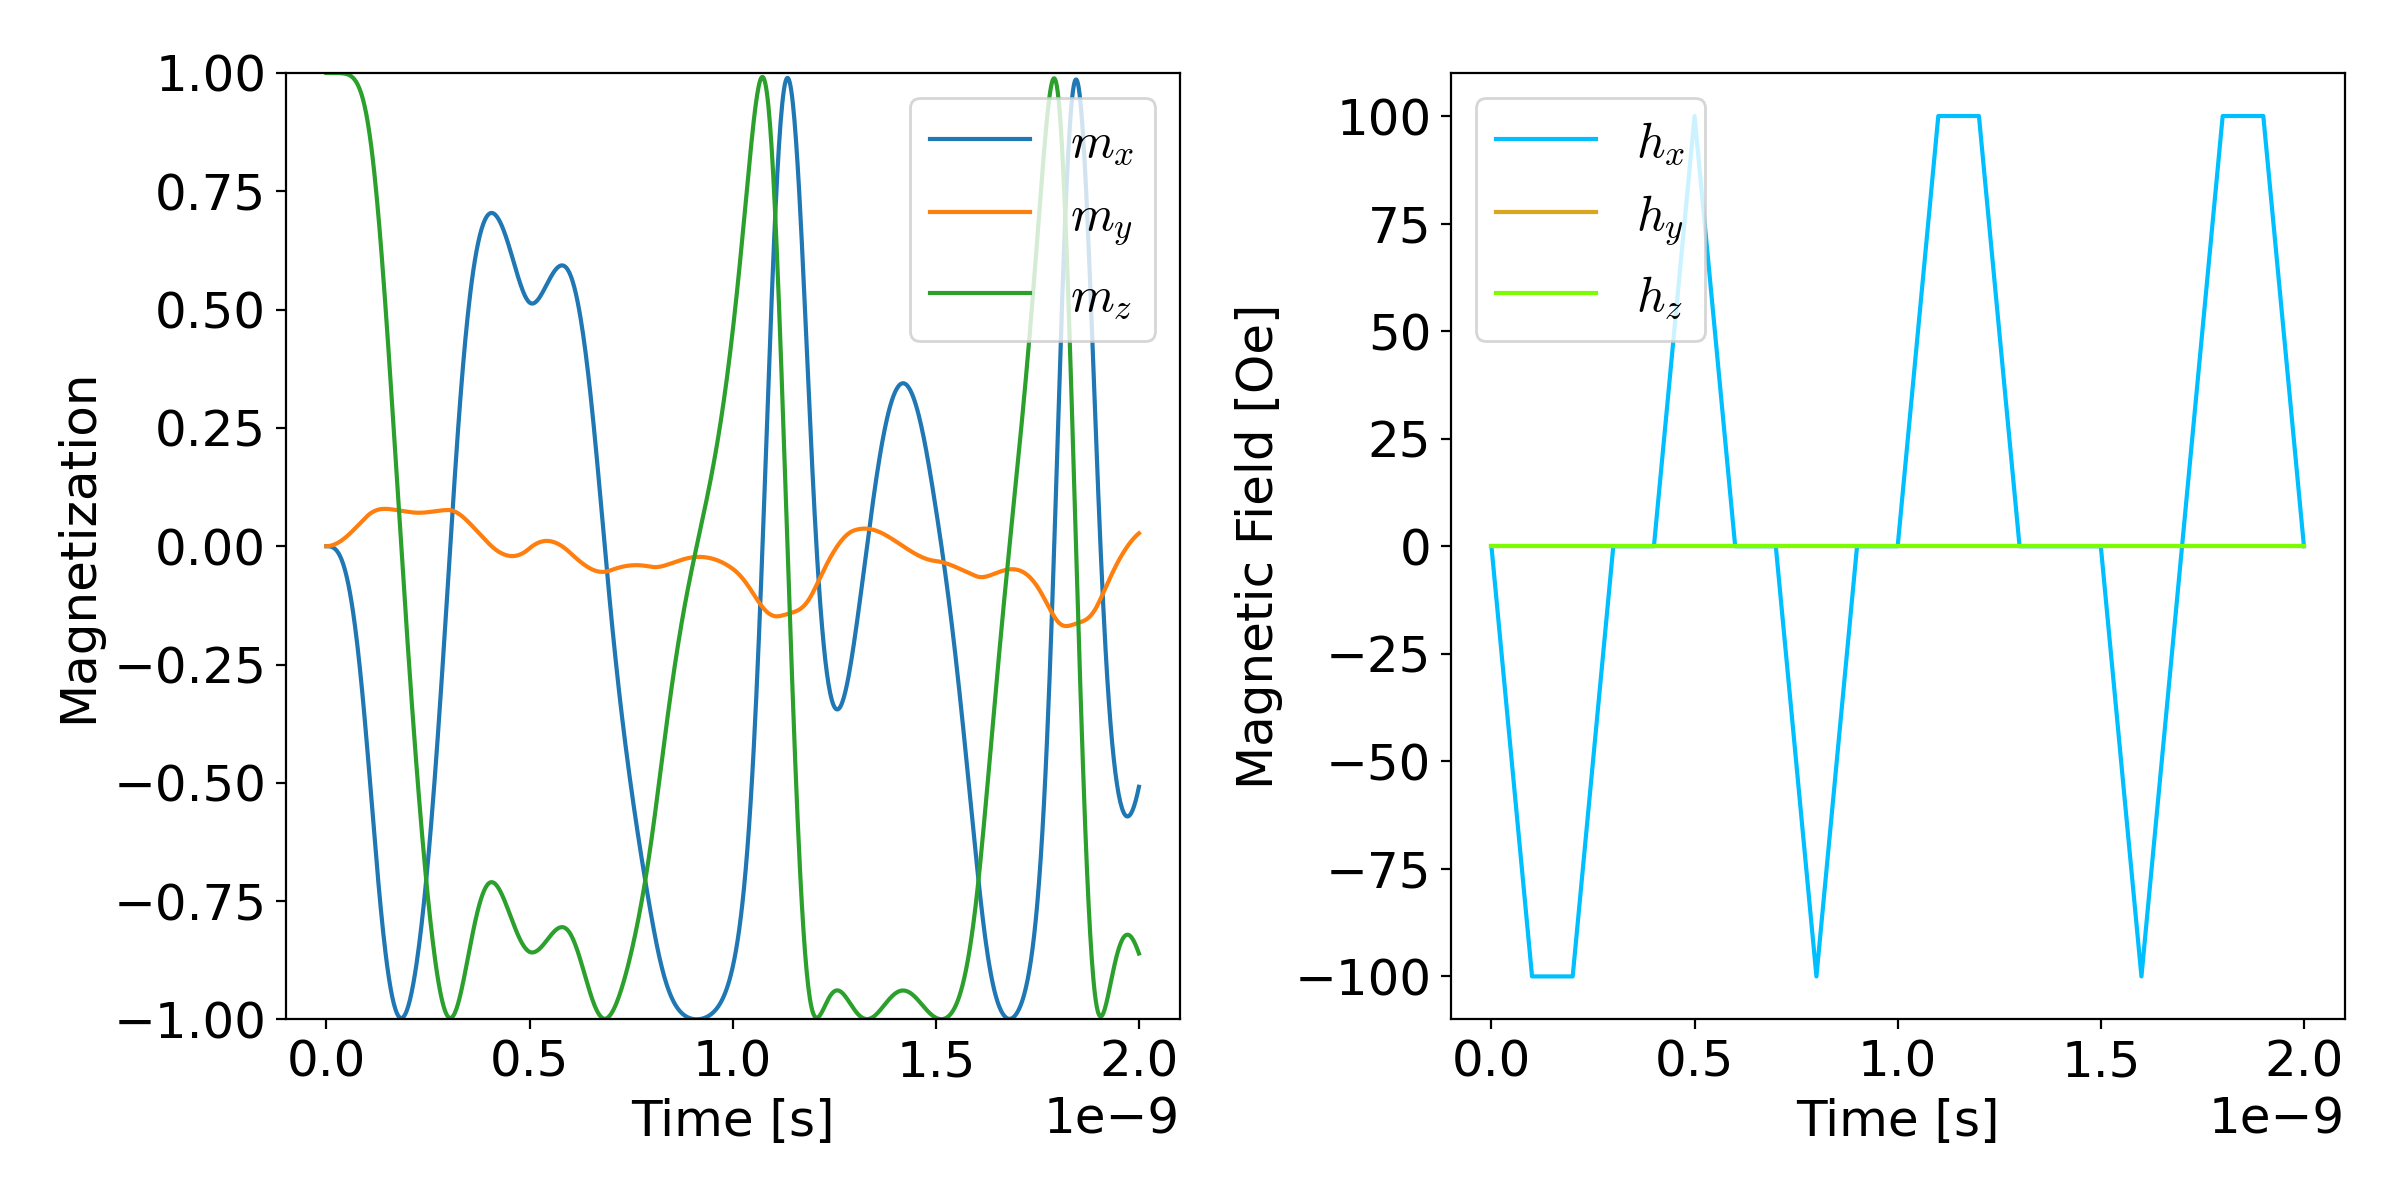 1.00
0.75
0.50
0.25
0.00
−0.25
−0.50
−0.75
−1.00
Magnetization
0.0 0.5 1.0 1.5 2.0
Time [s]
1e−9
m_x
m_y
m_z
100
75
50
25
0
−25
−50
−75
−100
Magnetic Field [Oe]
0.0 0.5 1.0 1.5 2.0
Time [s]
1e−9
h_x
h_y
h_z